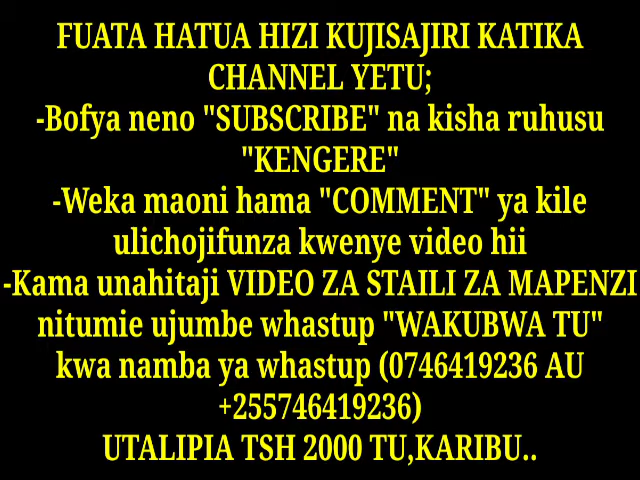 FUATA HATUA HIZI KUJISAJIRI KATIKA
CHANNEL YETU;
-Bofya neno "SUBSCRIBE" na kisha ruhusu
"KENGERE"
-Weka maoni hama "COMMENT" ya kile
ulichojifunza kwenye video hii
-Kama unahitaji VIDEO ZA STAILI ZA MAPENZI
nitumie ujumbe whastup "WAKUBWA TU"
kwa namba ya whastup (0746419236 AU
+255746419236)
UTALIPIA TSH 2000 TU,KARIBU..